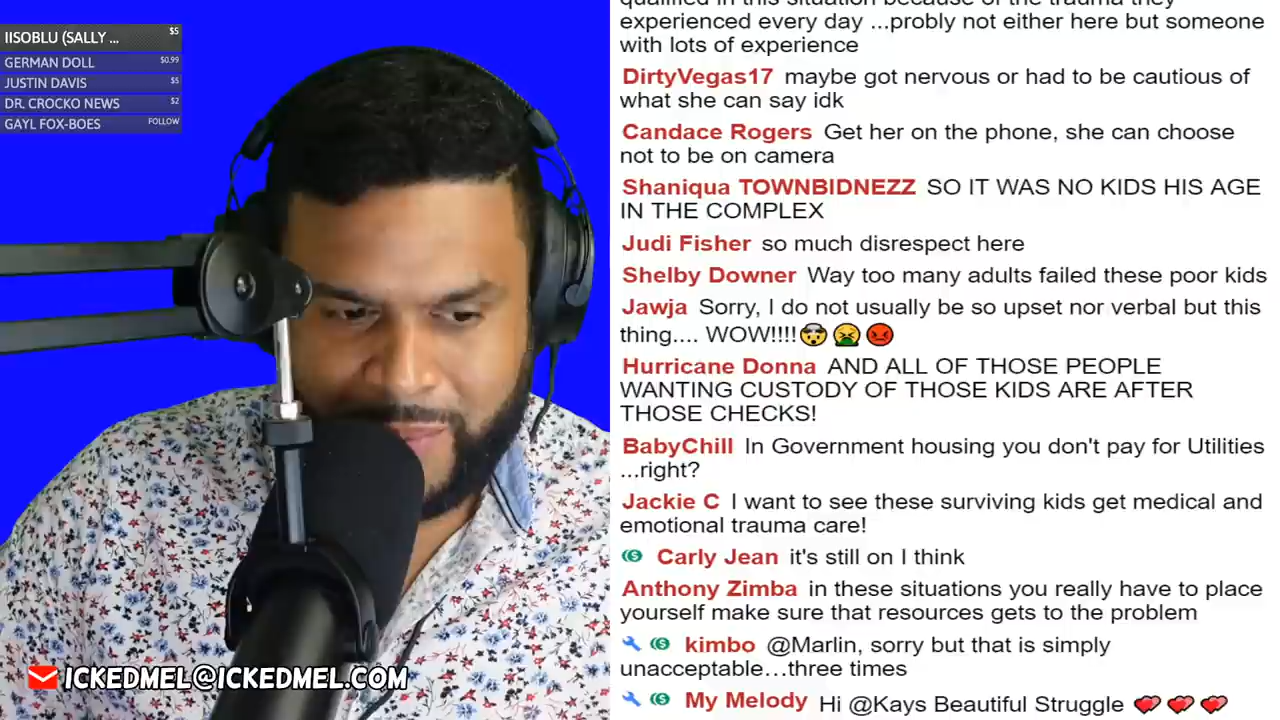 IISOBLU (SALLY ... $5
GERMAN DOLL $0.99
JUSTIN DAVIS $5
DR. CROCKO NEWS $2
GAYL FOX-BOES FOLLOW
ICKEDMEL@ICKEDMEL.COM
qualified in this situation because of the trauma they
experienced every day ...probly not either here but someone
with lots of experience
DirtyVegas17 maybe got nervous or had to be cautious of
what she can say idk
Candace Rogers Get her on the phone, she can choose
not to be on camera
Shaniqua TOWNBIDNEZZ SO IT WAS NO KIDS HIS AGE
IN THE COMPLEX
Judi Fisher so much disrespect here
Shelby Downer Way too many adults failed these poor kids
Jawja Sorry, I do not usually be so upset nor verbal but this
thing.... WOW!!!!🤯🤮😡
Hurricane Donna AND ALL OF THOSE PEOPLE
WANTING CUSTODY OF THOSE KIDS ARE AFTER
THOSE CHECKS!
BabyChill In Government housing you don't pay for Utilities
...right?
Jackie C I want to see these surviving kids get medical and
emotional trauma care!
Carly Jean it's still on I think
Anthony Zimba in these situations you really have to place
yourself make sure that resources gets to the problem
kimbo @Marlin, sorry but that is simply
unacceptable…three times
My Melody Hi @Kays Beautiful Struggle 💕💕💕